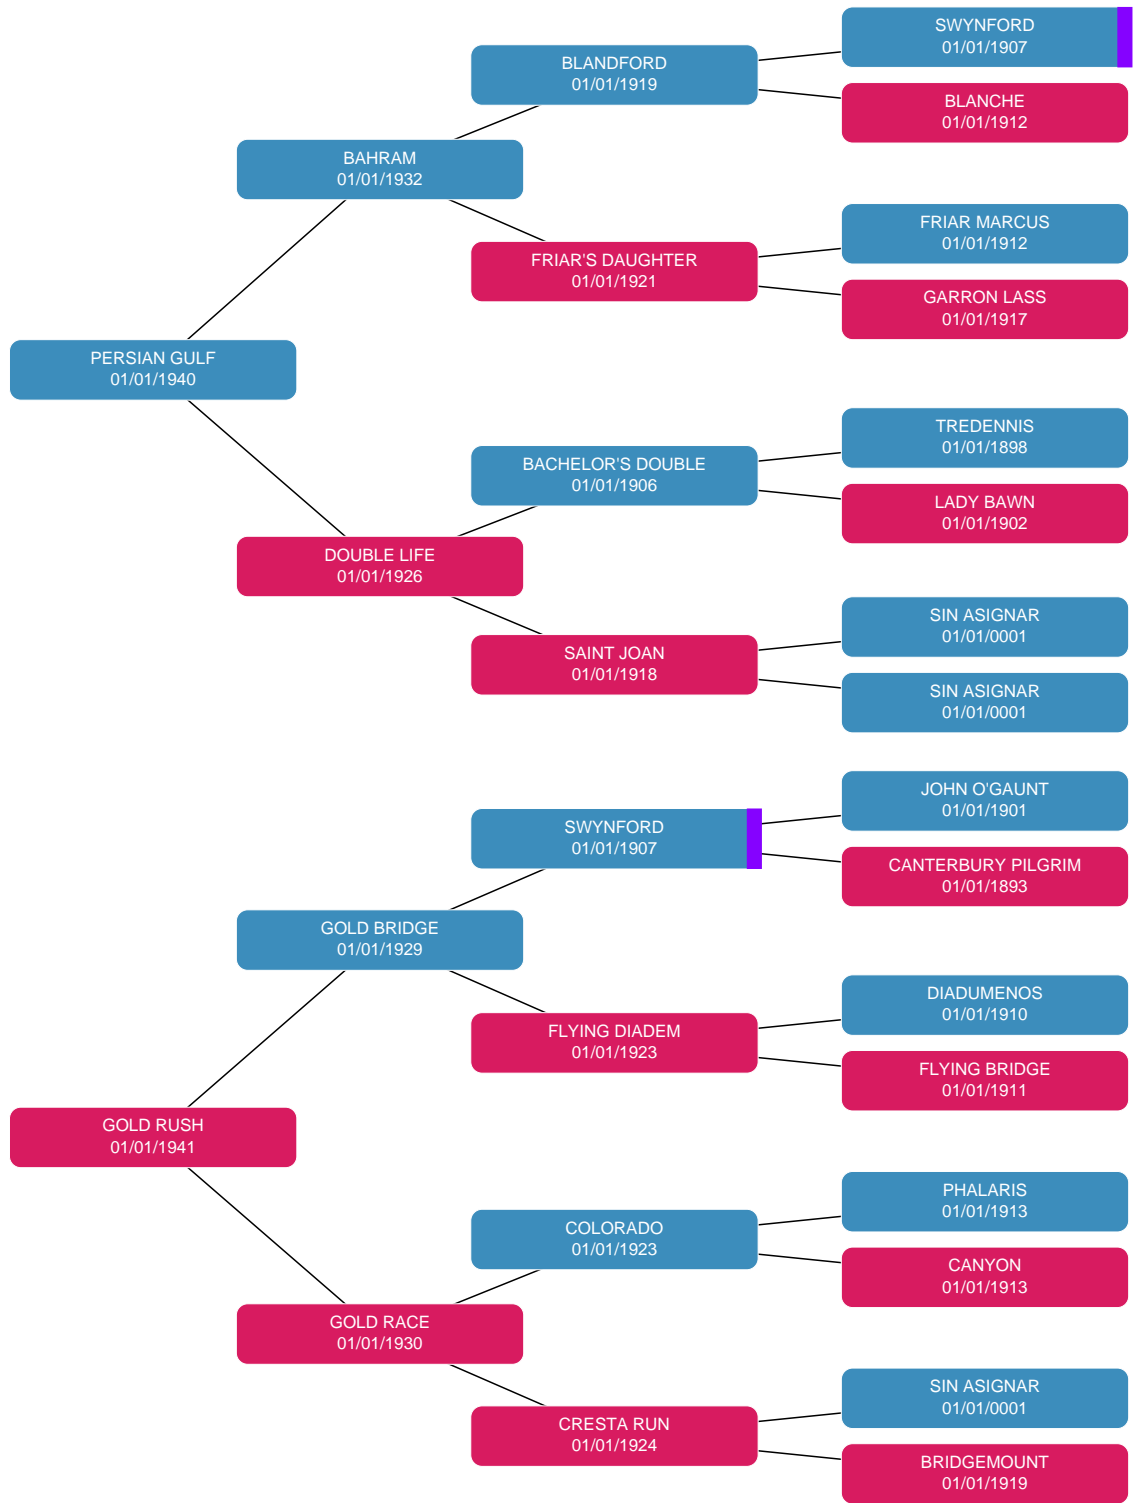 SWYNFORD
01/01/1907
BLANDFORD
01/01/1919
BLANCHE
01/01/1912
BAHRAM
01/01/1932
FRIAR MARCUS
01/01/1912
FRIAR'S DAUGHTER
01/01/1921
GARRON LASS
01/01/1917
PERSIAN GULF
01/01/1940
TREDENNIS
01/01/1898
BACHELOR'S DOUBLE
01/01/1906
LADY BAWN
01/01/1902
DOUBLE LIFE
01/01/1926
SIN ASIGNAR
01/01/0001
SAINT JOAN
01/01/1918
SIN ASIGNAR
01/01/0001
JOHN O'GAUNT
01/01/1901
SWYNFORD
01/01/1907
CANTERBURY PILGRIM
01/01/1893
GOLD BRIDGE
01/01/1929
DIADUMENOS
01/01/1910
FLYING DIADEM
01/01/1923
FLYING BRIDGE
01/01/1911
GOLD RUSH
01/01/1941
PHALARIS
01/01/1913
COLORADO
01/01/1923
CANYON
01/01/1913
GOLD RACE
01/01/1930
SIN ASIGNAR
01/01/0001
CRESTA RUN
01/01/1924
BRIDGEMOUNT
01/01/1919